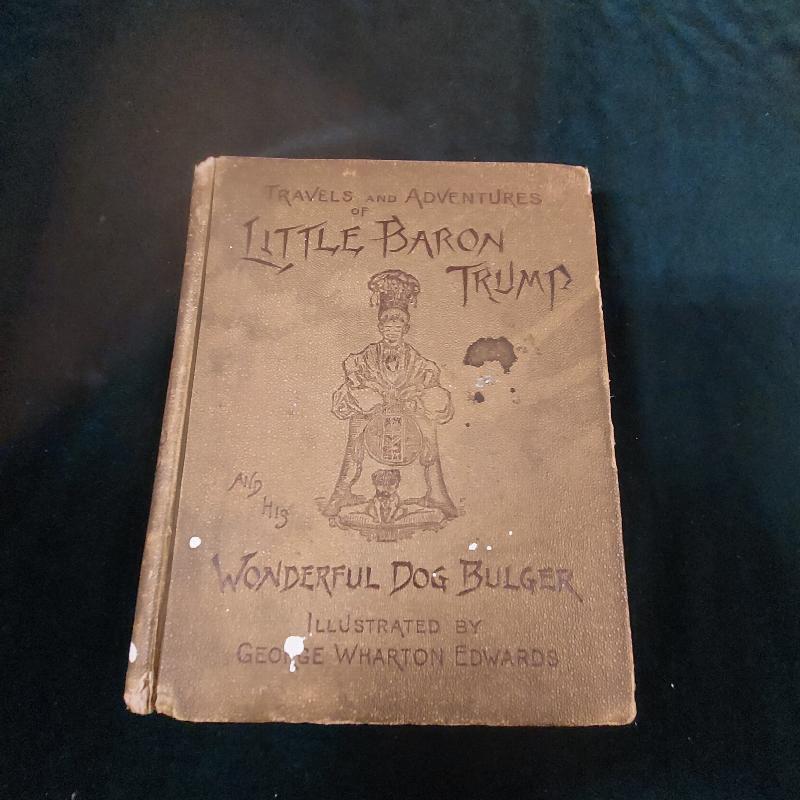 TRAVELS AND ADVENTURES
OF
LITTLE BARON
TRUMP
AND
HIS
WONDERFUL DOG BULGER
ILLUSTRATED BY
GEORGE WHARTON EDWARDS